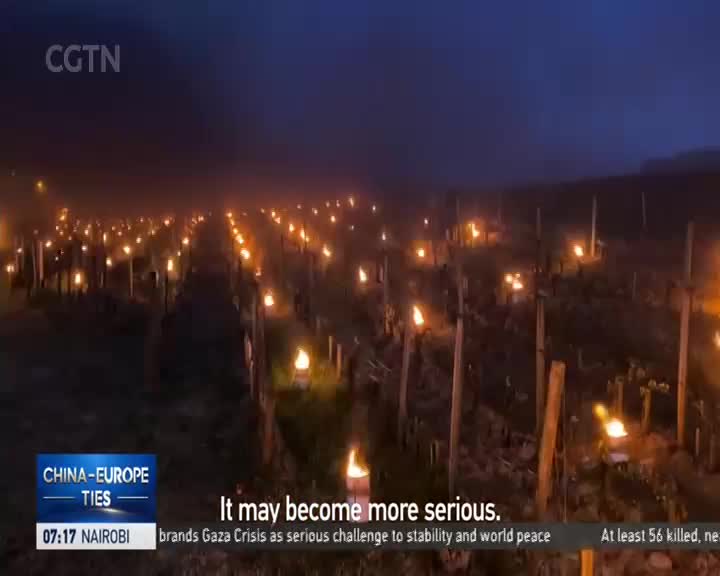 CGTN
It may become more serious.
CHINA-EUROPE
TIES
07:17 NAIROBI
brands Gaza Crisis as serious challenge to stability and world peace At least 56 killed, ne